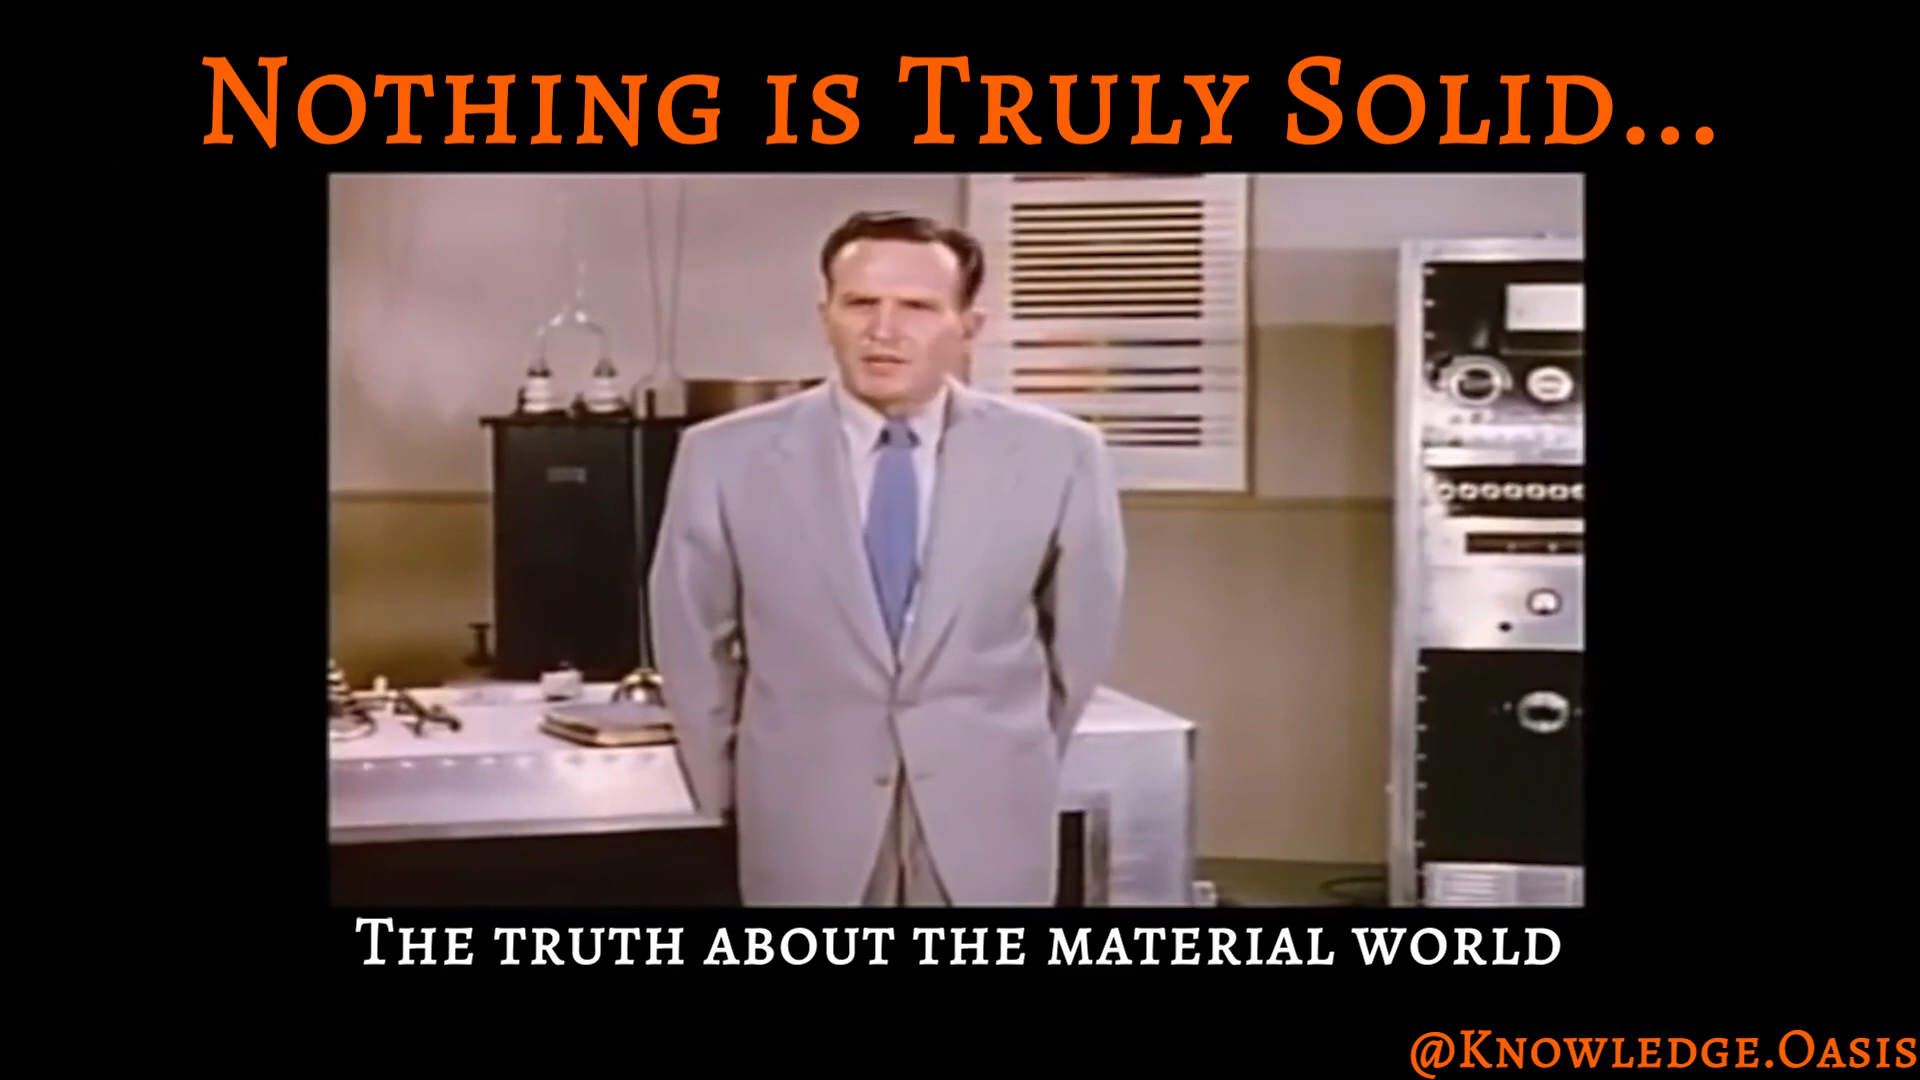 Nothing is Truly Solid...
The truth about the material world
@Knowledge.Oasis